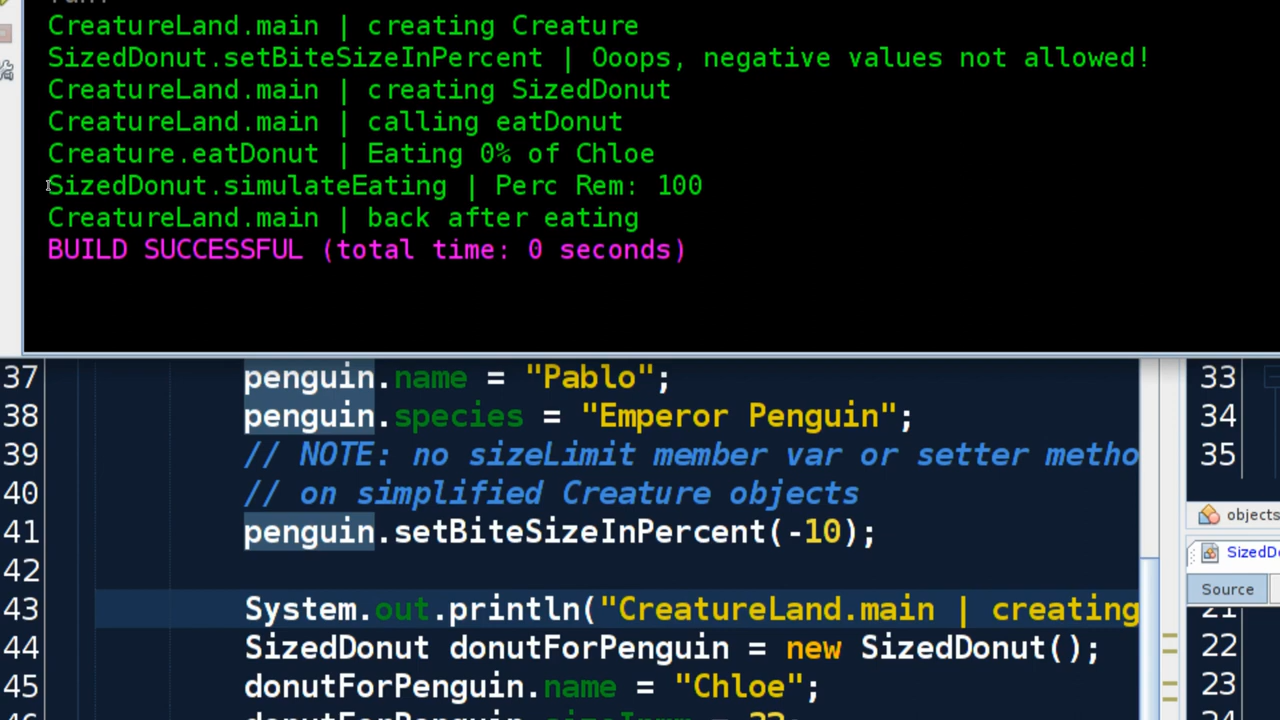 CreatureLand.main | creating Creature
SizedDonut.setBiteSizeInPercent | Ooops, negative values not allowed!
CreatureLand.main | creating SizedDonut
CreatureLand.main | calling eatDonut
Creature.eatDonut | Eating 0% of Chloe
SizedDonut.simulateEating | Perc Rem: 100
CreatureLand.main | back after eating
BUILD SUCCESSFUL (total time: 0 seconds)
37 penguin.name = "Pablo";
38 penguin.species = "Emperor Penguin";
39 // NOTE: no sizeLimit member var or setter metho
40 // on simplified Creature objects
41 penguin.setBiteSizeInPercent(-10);
42
43 System.out.println("CreatureLand.main | creating
44 SizedDonut donutForPenguin = new SizedDonut();
45 donutForPenguin.name = "Chloe";
33
34
35
objects
SizedDo
Source
22
23